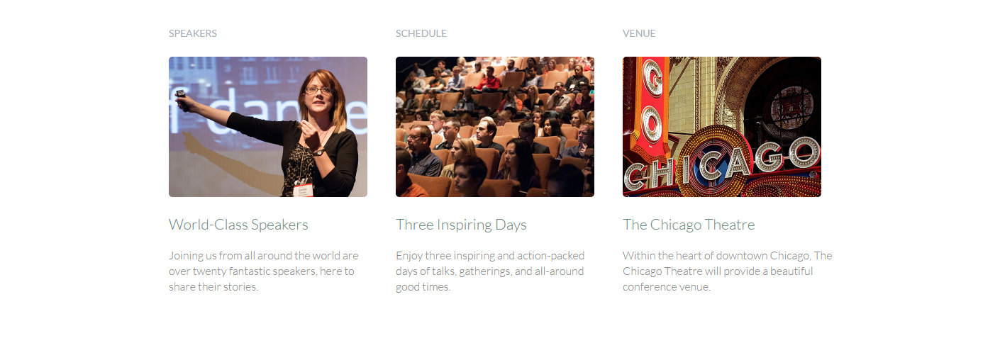 SPEAKERS
SCHEDULE
VENUE
f dance
GO
CHICAGO
World-Class Speakers
Three Inspiring Days
The Chicago Theatre
Joining us from all around the world are
over twenty fantastic speakers, here to
share their stories.
Enjoy three inspiring and action-packed
days of talks, gatherings, and all-around
good times.
Within the heart of downtown Chicago, The
Chicago Theatre will provide a beautiful
conference venue.